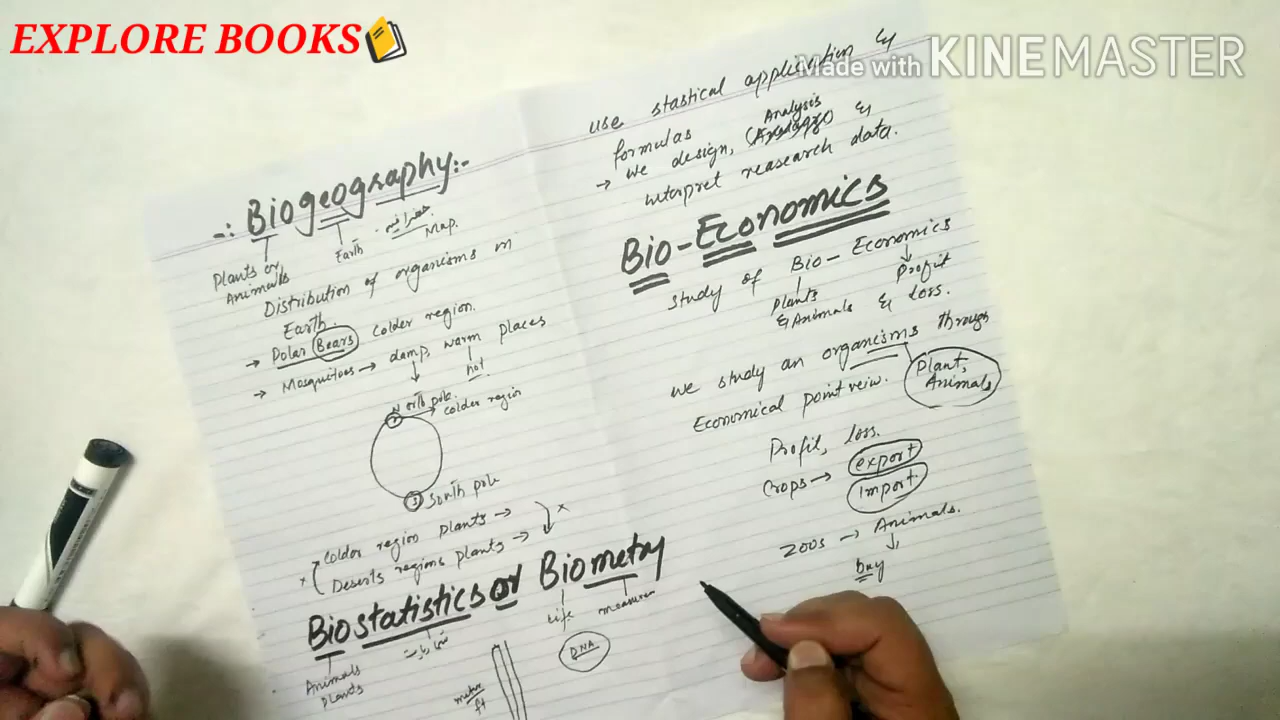 EXPLORE BOOKS
Made with KINEMASTER
-: Biogeography:-
Plants or Earth Map.
Animals
Distribution of organisms in
Earth.
→ Polar Bears colder region.
→ Mosquitoes → damp, warm places
hot
North pole. → colder region
S South pole
colder region plants →
Deserts regions plants →
x
x
Biostatistics or Biometry
Animals Life
plants DNA
meter
ft
use stastical application &
formulas Analysis
→ we design, &
interpret reasearch data.
Bio-Economics
study of Bio-Economics
Plants Profit
& Animals & loss.
we study an organisms through
Plant, Animals
Economical point veiw.
Profit, loss.
Crops → export
import.
Zoos → Animals.
buy